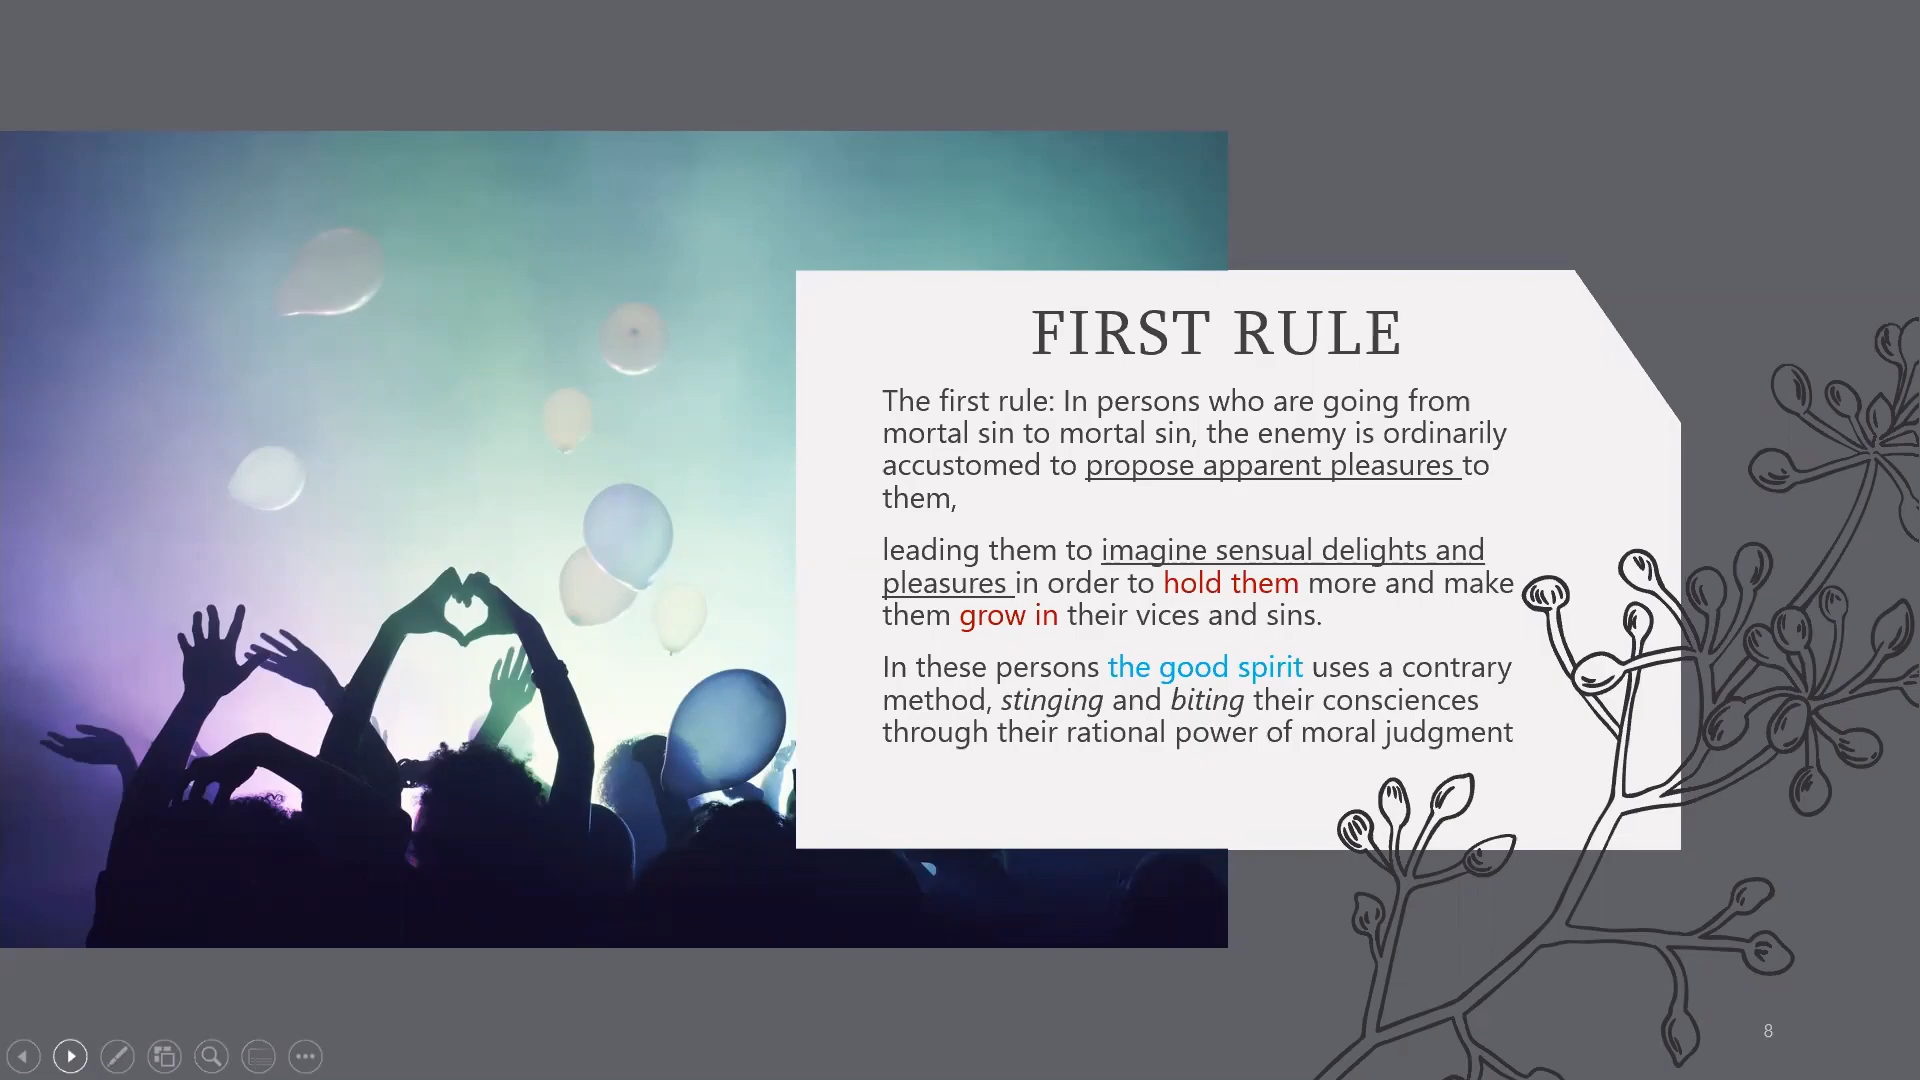 FIRST RULE
The first rule: In persons who are going from
mortal sin to mortal sin, the enemy is ordinarily
accustomed to propose apparent pleasures to
them,
leading them to imagine sensual delights and
pleasures in order to hold them more and make
them grow in their vices and sins.
In these persons the good spirit uses a contrary
method, stinging and biting their consciences
through their rational power of moral judgment
8